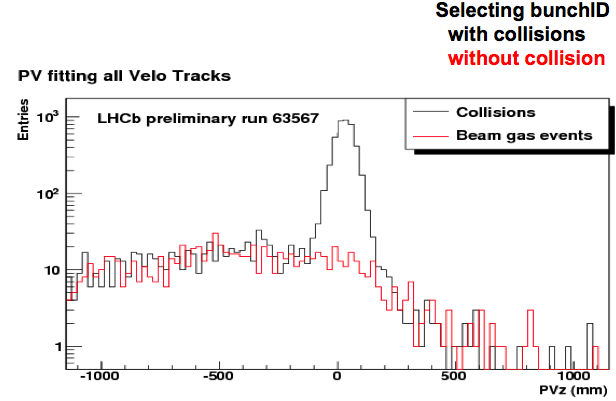 Selecting bunchID
with collisions
without collision
PV fitting all Velo Tracks
Entries
LHCb preliminary run 63567
Collisions
Beam gas events
10³
10²
10
1
-1000 -500 0 500 1000
PVz (mm)